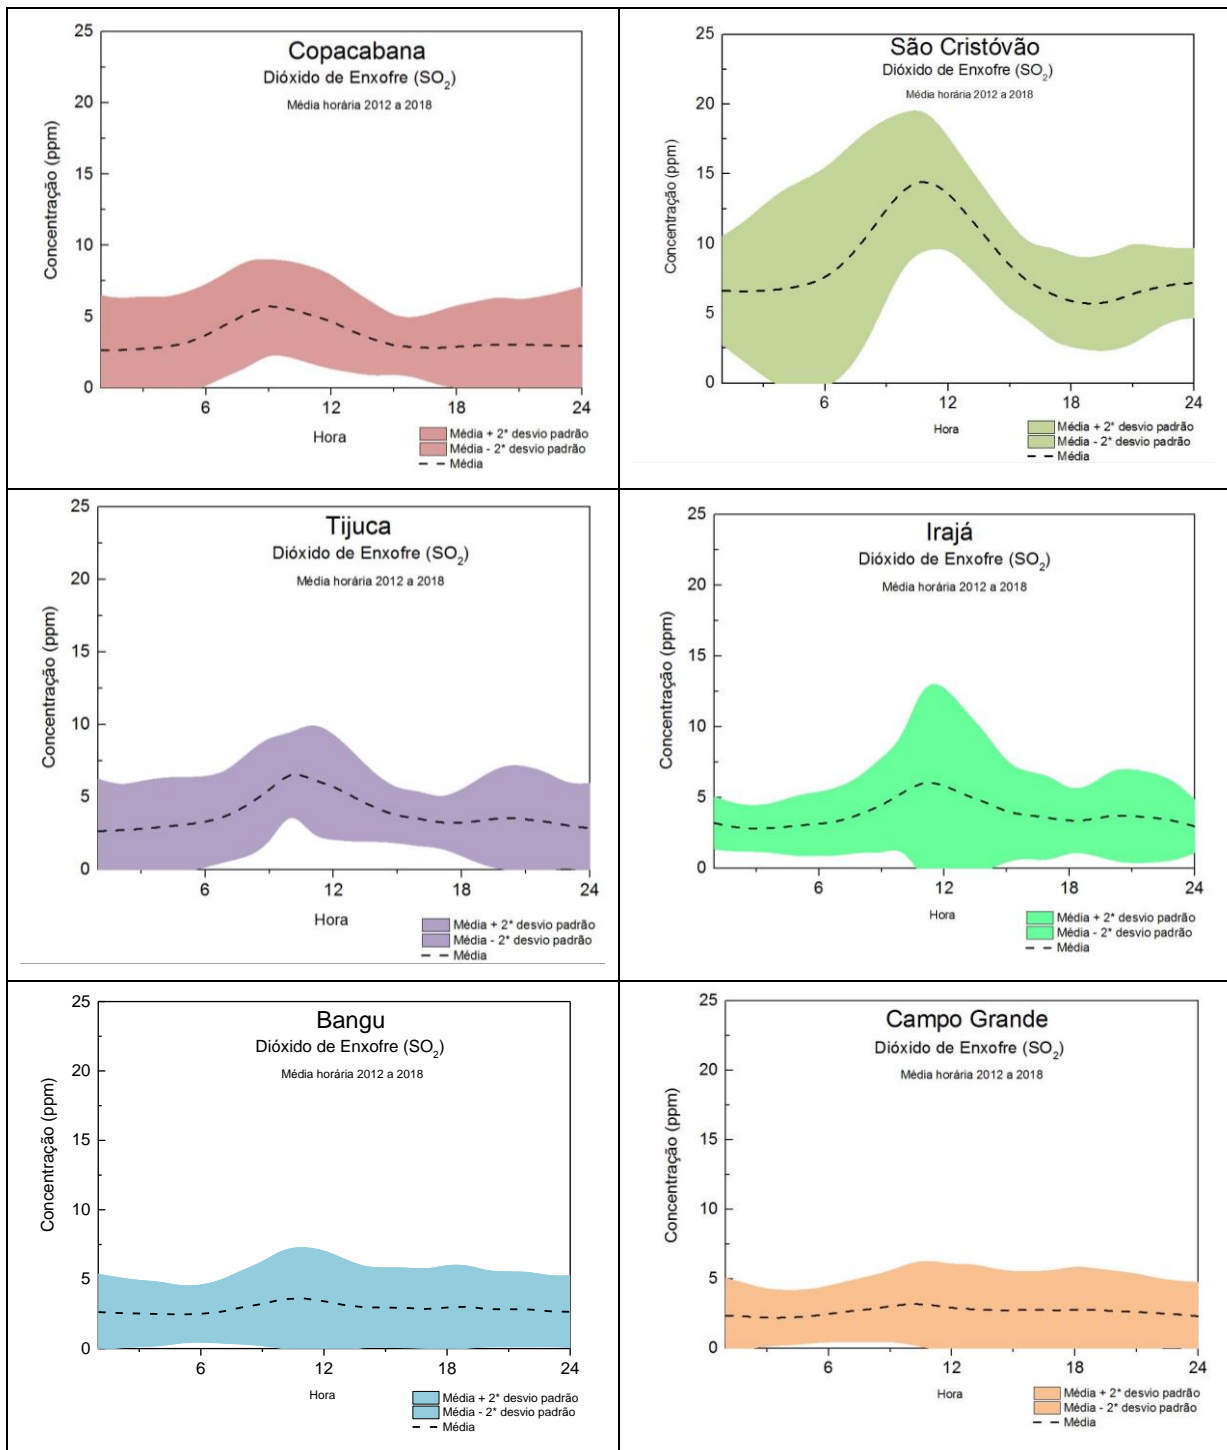 Copacabana
Dióxido de Enxofre (SO2)
Média horária 2012 a 2018
Concentração (ppm)
25
20
15
10
5
0
6
12
18
24
Hora
Média + 2* desvio padrão
Média - 2* desvio padrão
Média
São Cristóvão
Dióxido de Enxofre (SO2)
Média horária 2012 a 2018
Concentração (ppm)
25
20
15
10
5
0
6
12
18
24
Hora
Média + 2* desvio padrão
Média - 2* desvio padrão
Média
Tijuca
Dióxido de Enxofre (SO2)
Média horária 2012 a 2018
Concentração (ppm)
25
20
15
10
5
0
6
12
18
24
Hora
Média + 2* desvio padrão
Média - 2* desvio padrão
Média
Irajá
Dióxido de Enxofre (SO2)
Média horária 2012 a 2018
Concentração (ppm)
25
20
15
10
5
0
6
12
18
24
Hora
Média + 2* desvio padrão
Média - 2* desvio padrão
Média
Bangu
Dióxido de Enxofre (SO2)
Média horária 2012 a 2018
Concentração (ppm)
25
20
15
10
5
0
6
12
18
24
Hora
Média + 2* desvio padrão
Média - 2* desvio padrão
Média
Campo Grande
Dióxido de Enxofre (SO2)
Média horária 2012 a 2018
Concentração (ppm)
25
20
15
10
5
0
6
12
18
24
Hora
Média + 2* desvio padrão
Média - 2* desvio padrão
Média